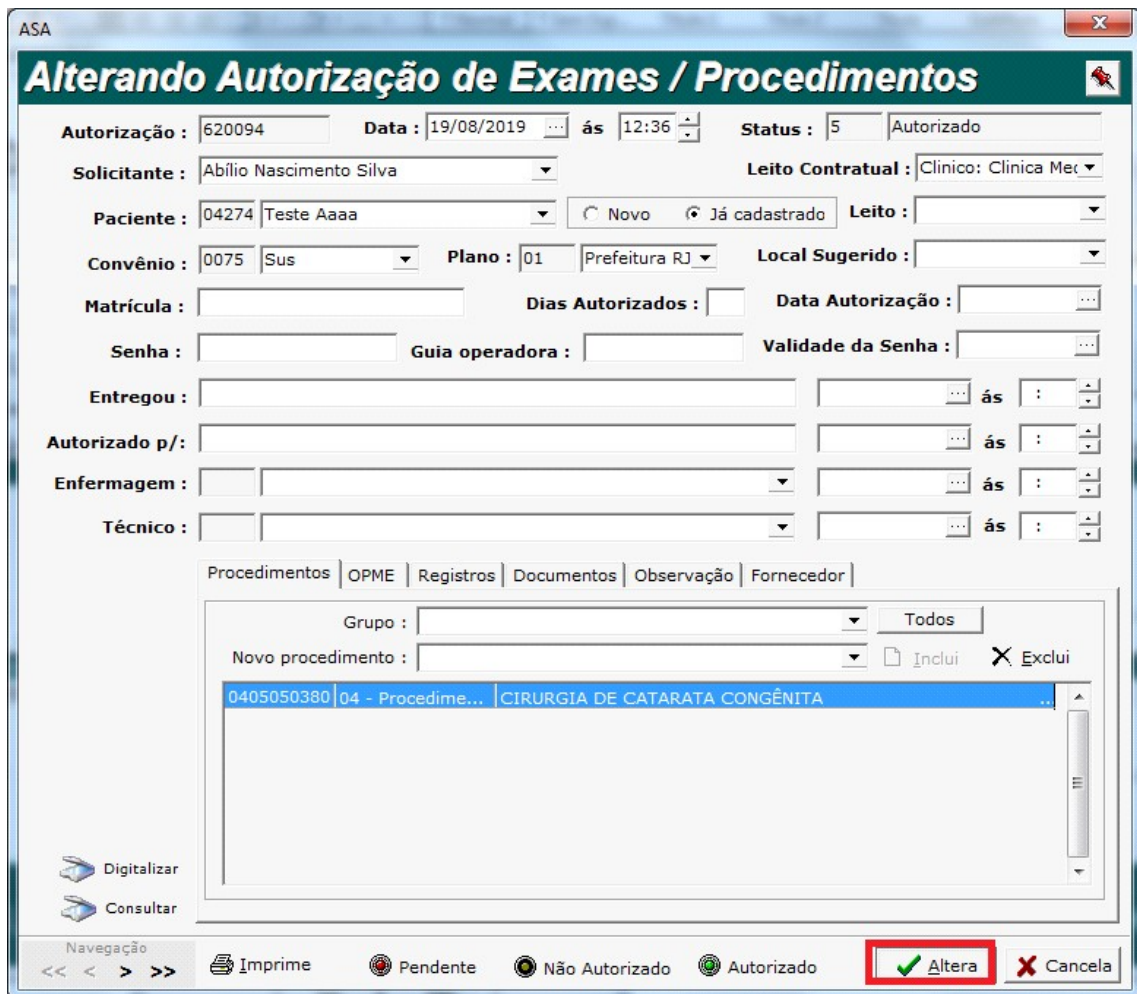 ASA
Alterando Autorização de Exames / Procedimentos
Autorização : 620094 Data : 19/08/2019 ... ás 12:36 Status : 5 Autorizado
Solicitante : Abílio Nascimento Silva Leito Contratual : Clinico: Clinica Med
Paciente : 04274 Teste Aaaa Novo Já cadastrado Leito :
Convênio : 0075 Sus Plano : 01 Prefeitura RJ Local Sugerido :
Matrícula : Dias Autorizados : Data Autorização : ...
Senha : Guia operadora : Validade da Senha : ...
Entregou : ... ás :
Autorizado p/: ... ás :
Enfermagem : ... ás :
Técnico : ... ás :
Procedimentos OPME Registros Documentos Observação Fornecedor
Grupo : Todos
Novo procedimento : Inclui Exclui
0405050380 04 - Procedime... CIRURGIA DE CATARATA CONGÊNITA ...
Digitalizar
Consultar
Navegação
<< < > >> Imprime Pendente Não Autorizado Autorizado Altera Cancela